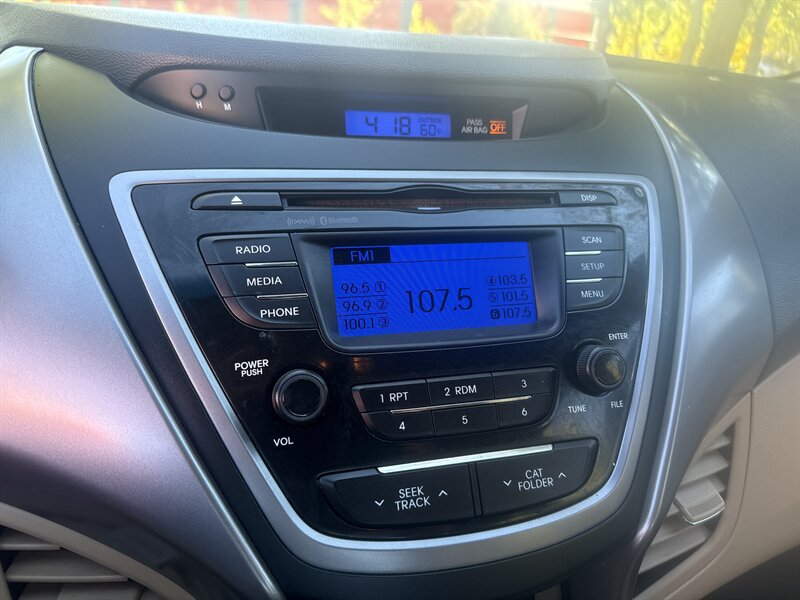 H M
4:18 OUTSIDE 60°F
PASS AIR BAG OFF
DISP
((XM)) Bluetooth
RADIO
MEDIA
PHONE
FM1
96.5 1
96.9 2
100.1 3
107.5
4 103.5
5 101.5
6 107.5
SCAN
SETUP
MENU
POWER
PUSH
VOL
1 RPT
2 RDM
3
4
5
6
ENTER
TUNE
FILE
SEEK
TRACK
CAT
FOLDER